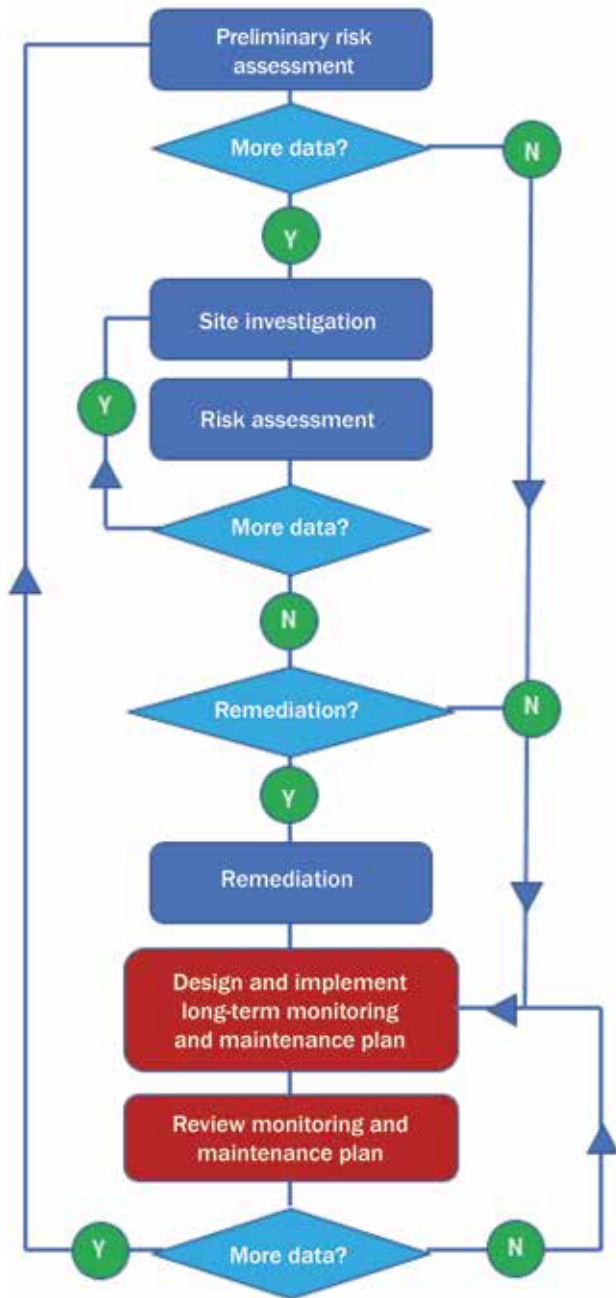 Preliminary risk
assessment
More data?
N
Y
Site investigation
Y
Risk assessment
More data?
N
Remediation?
N
Y
Remediation
Design and implement
long-term monitoring
and maintenance plan
Review monitoring and
maintenance plan
Y
More data?
N